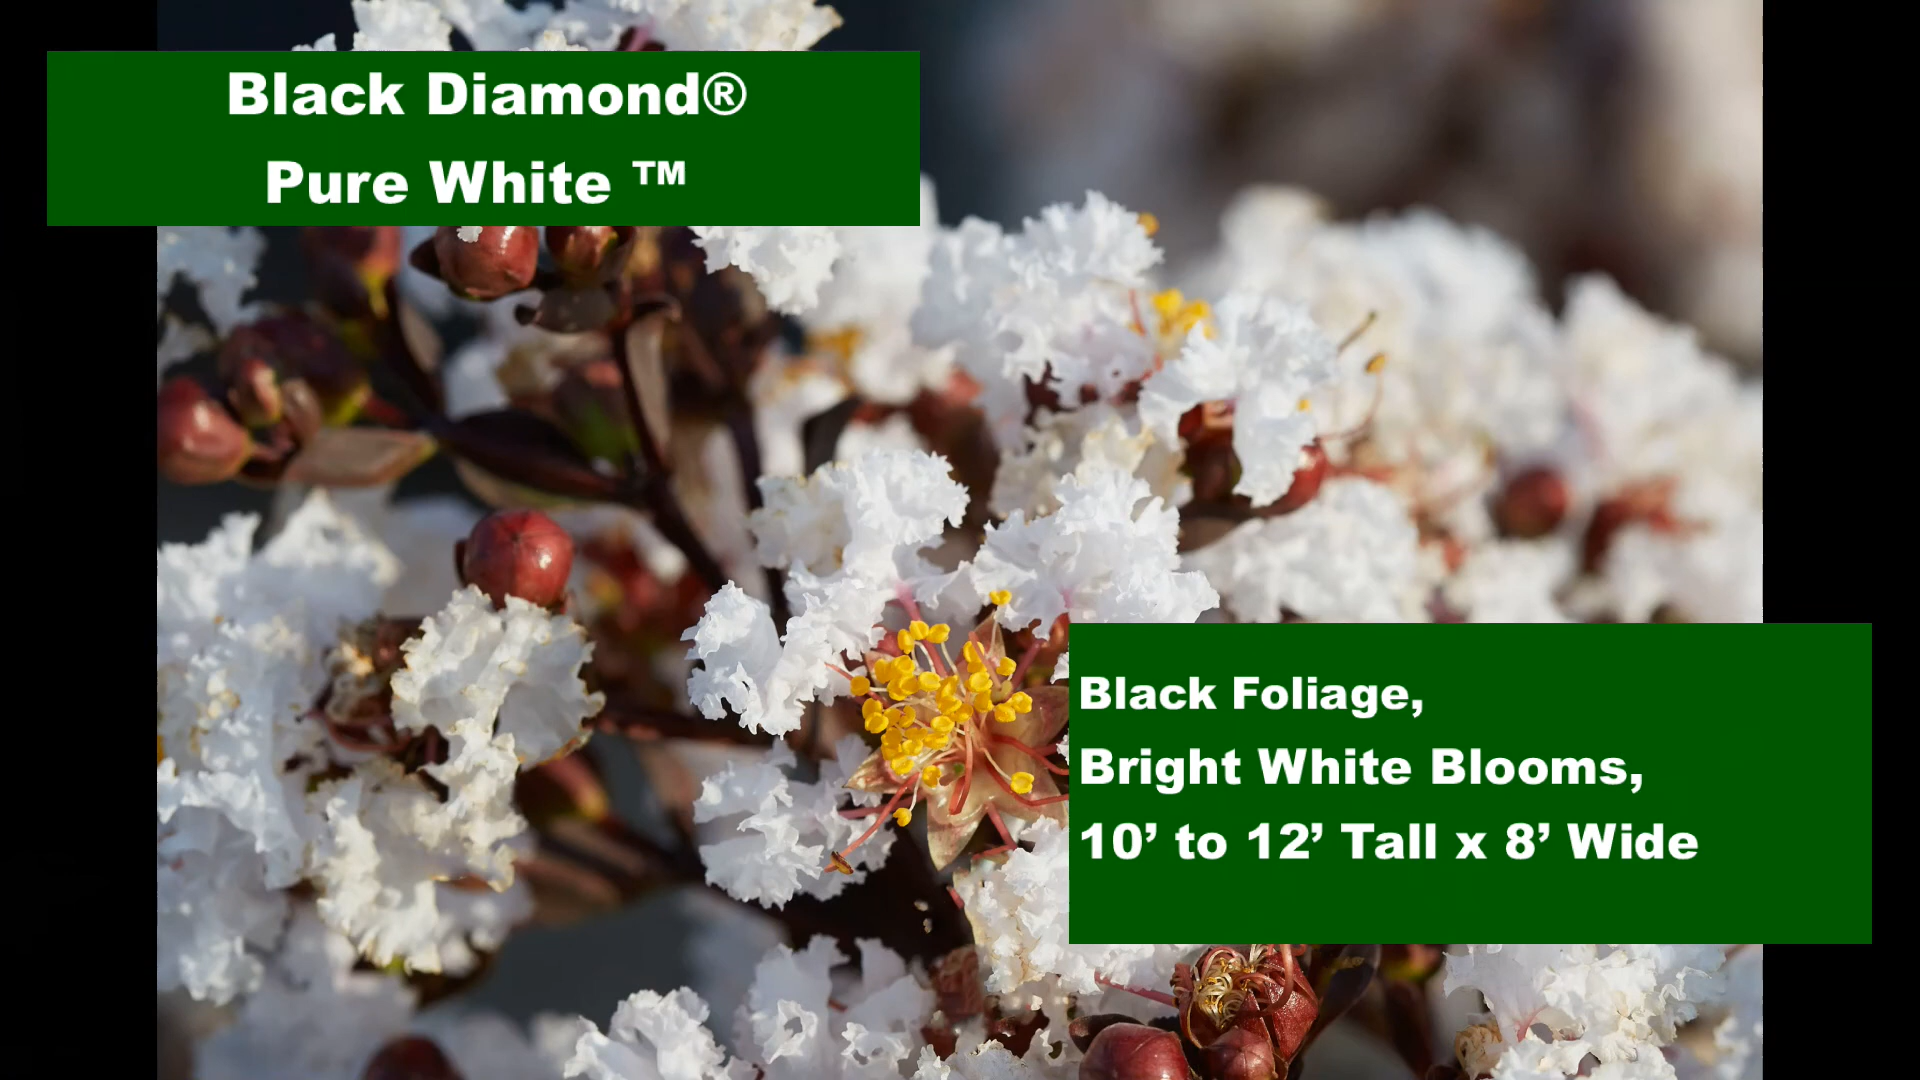 Black Diamond®
Pure White ™
Black Foliage,
Bright White Blooms,
10’ to 12’ Tall x 8’ Wide